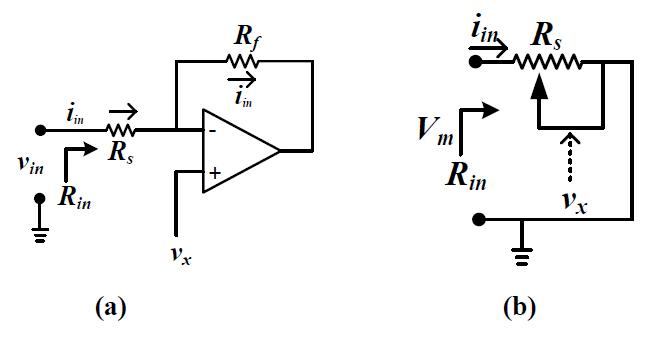 R_f
i_in
i_in
R_s
v_in
R_in
-
+
v_x
(a)
i_in
R_s
V_m
R_in
v_x
(b)